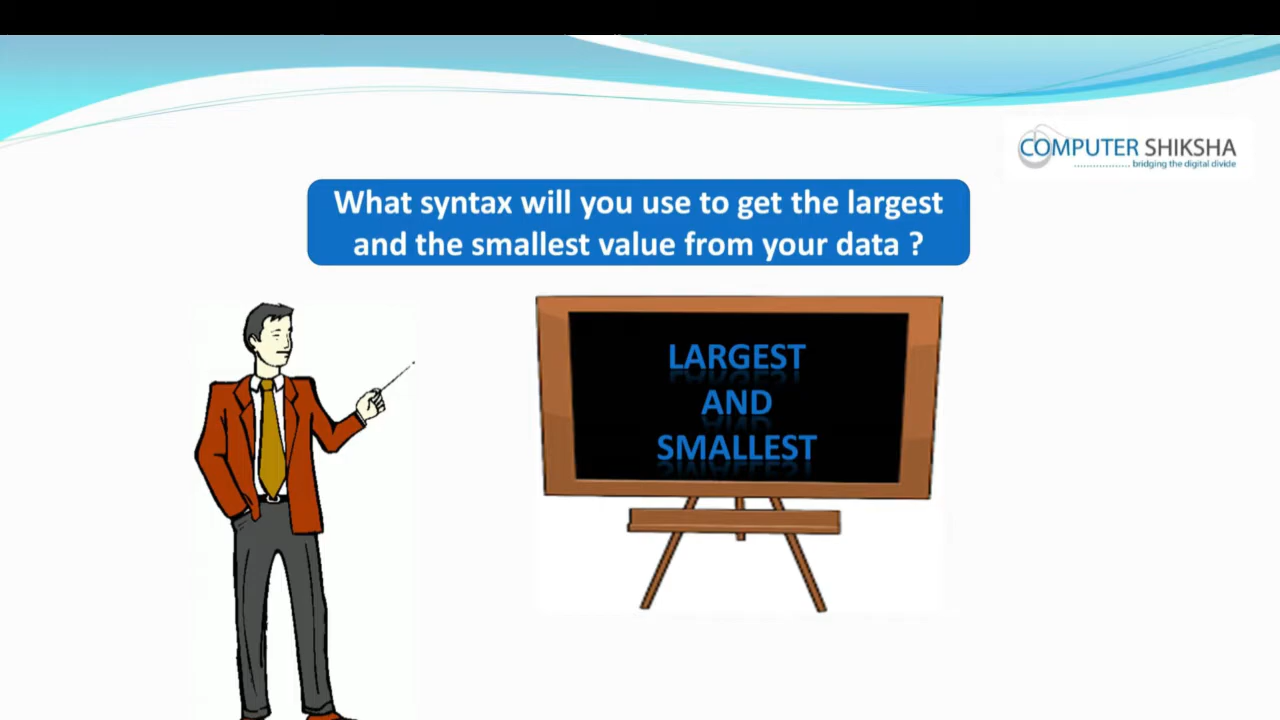 COMPUTER SHIKSHA
bridging the digital divide
What syntax will you use to get the largest
and the smallest value from your data ?
LARGEST
AND
SMALLEST